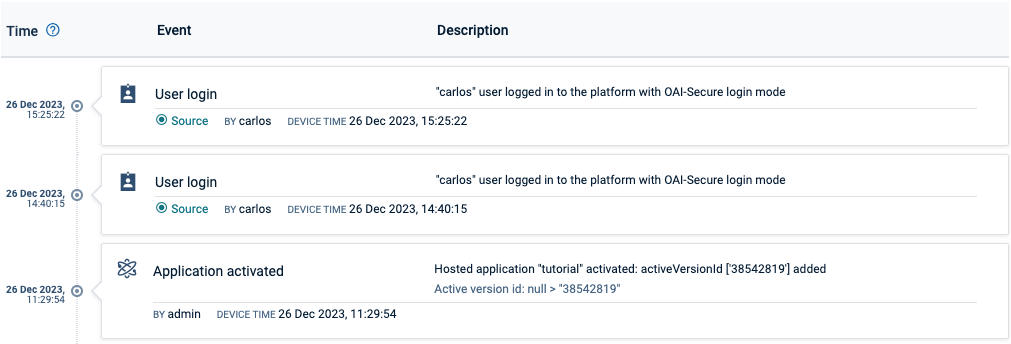 Time Event Description
26 Dec 2023,
15:25:22
User login "carlos" user logged in to the platform with OAI-Secure login mode
Source BY carlos DEVICE TIME 26 Dec 2023, 15:25:22
26 Dec 2023,
14:40:15
User login "carlos" user logged in to the platform with OAI-Secure login mode
Source BY carlos DEVICE TIME 26 Dec 2023, 14:40:15
26 Dec 2023,
11:29:54
Application activated Hosted application "tutorial" activated: activeVersionId ['38542819'] added
Active version id: null > "38542819"
BY admin DEVICE TIME 26 Dec 2023, 11:29:54